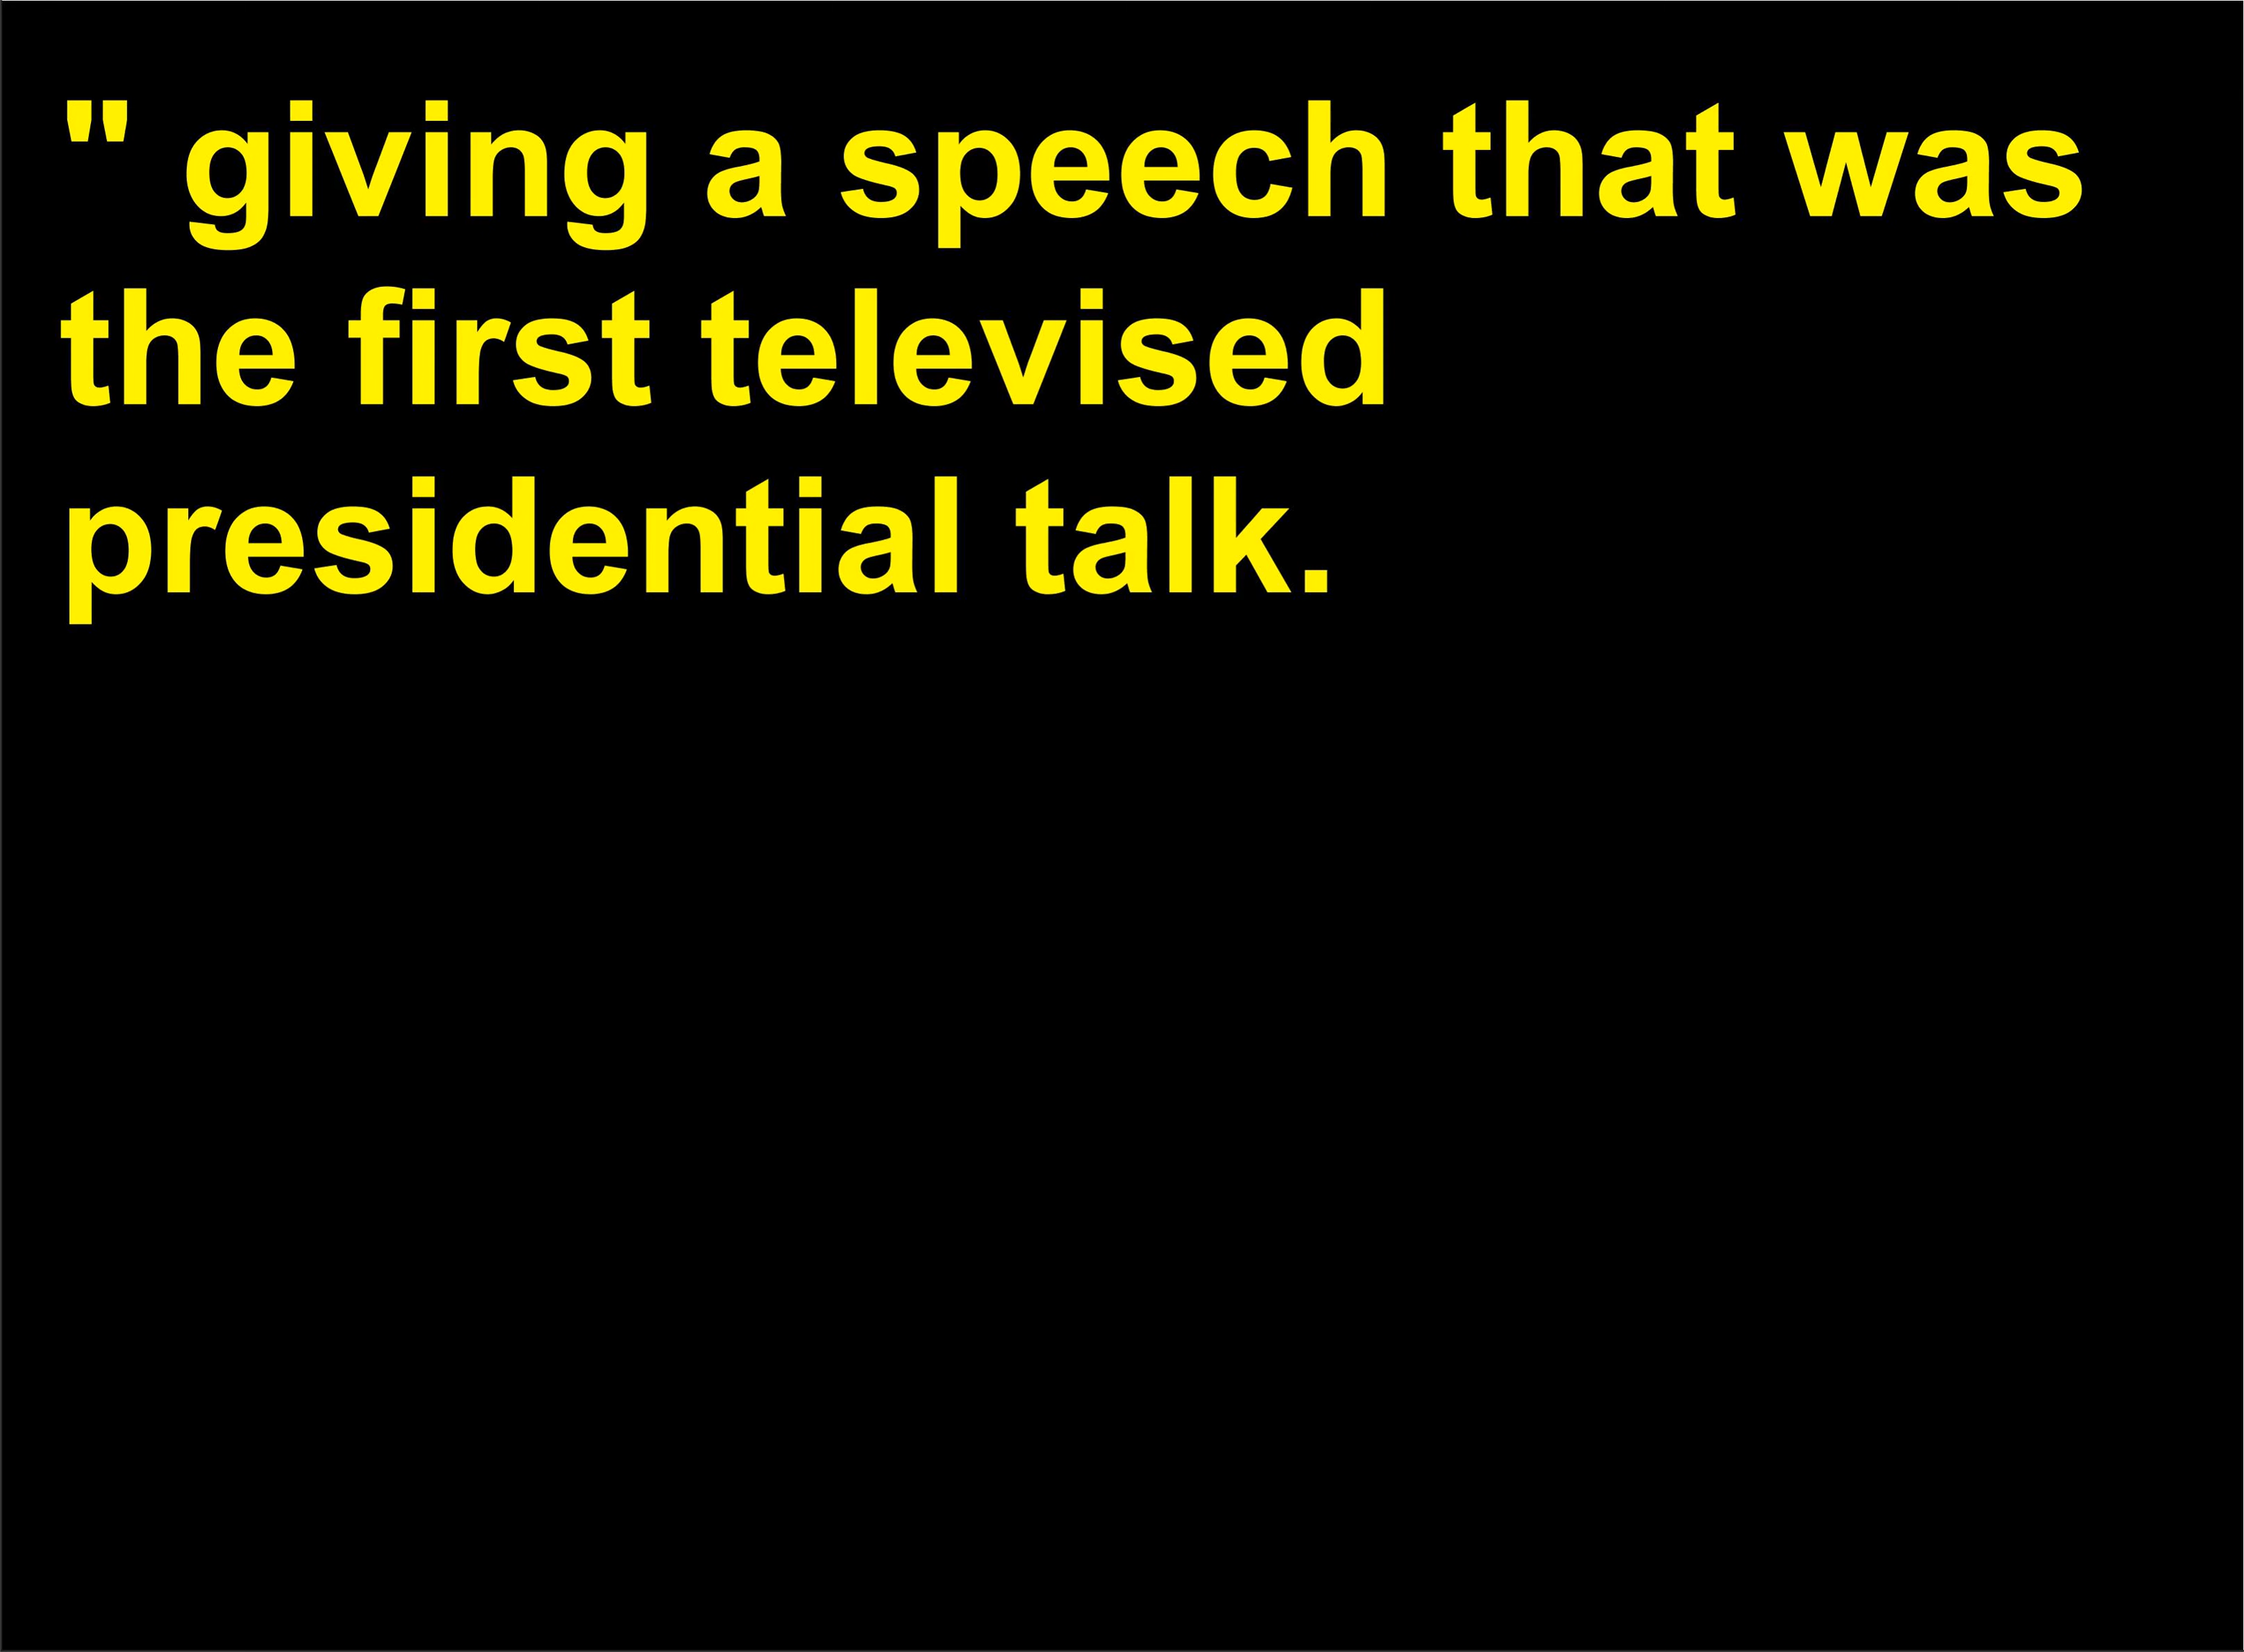 " giving a speech that was
the first televised
presidential talk.